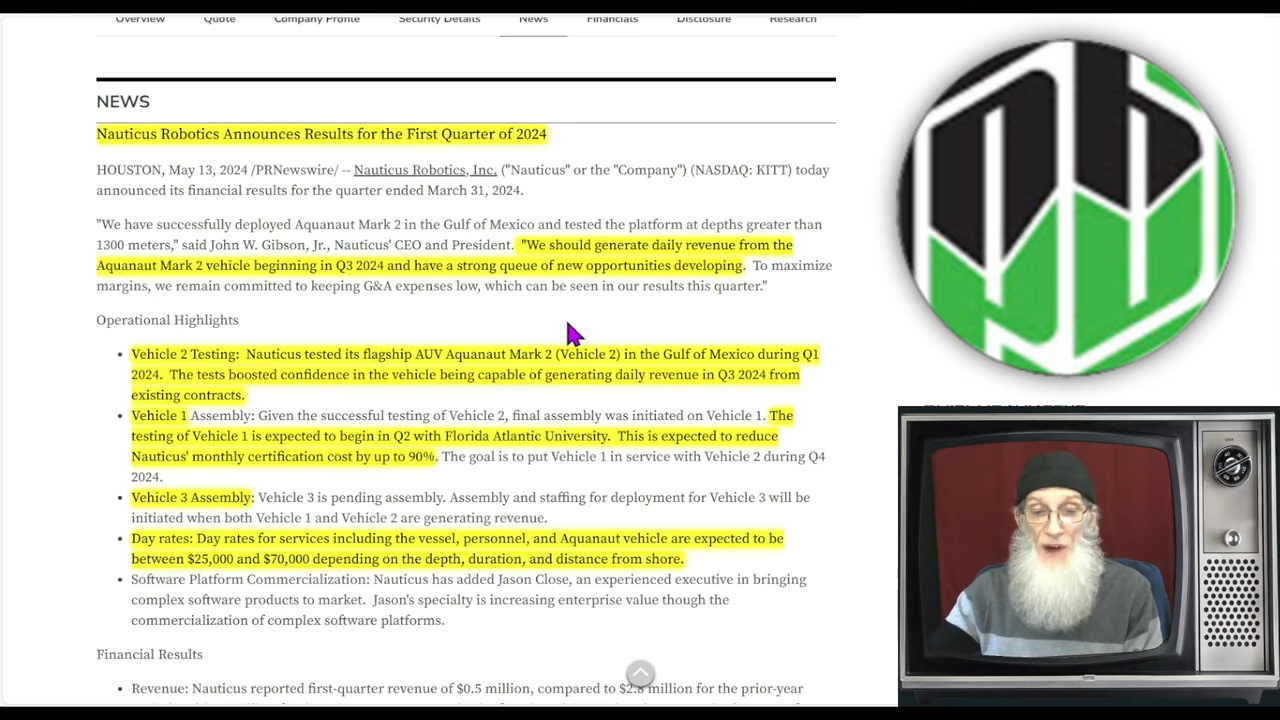 Overview Quote Company Profile Security Details News Financials Disclosure Research
NEWS
Nauticus Robotics Announces Results for the First Quarter of 2024
HOUSTON, May 13, 2024 /PRNewswire/ -- Nauticus Robotics, Inc. ("Nauticus" or the "Company") (NASDAQ: KITT) today
announced its financial results for the quarter ended March 31, 2024.
"We have successfully deployed Aquanaut Mark 2 in the Gulf of Mexico and tested the platform at depths greater than
1300 meters," said John W. Gibson, Jr., Nauticus' CEO and President. "We should generate daily revenue from the
Aquanaut Mark 2 vehicle beginning in Q3 2024 and have a strong queue of new opportunities developing. To maximize
margins, we remain committed to keeping G&A expenses low, which can be seen in our results this quarter."
Operational Highlights
• Vehicle 2 Testing: Nauticus tested its flagship AUV Aquanaut Mark 2 (Vehicle 2) in the Gulf of Mexico during Q1
2024. The tests boosted confidence in the vehicle being capable of generating daily revenue in Q3 2024 from
existing contracts.
• Vehicle 1 Assembly: Given the successful testing of Vehicle 2, final assembly was initiated on Vehicle 1. The
testing of Vehicle 1 is expected to begin in Q2 with Florida Atlantic University. This is expected to reduce
Nauticus' monthly certification cost by up to 90%. The goal is to put Vehicle 1 in service with Vehicle 2 during Q4
2024.
• Vehicle 3 Assembly: Vehicle 3 is pending assembly. Assembly and staffing for deployment for Vehicle 3 will be
initiated when both Vehicle 1 and Vehicle 2 are generating revenue.
• Day rates: Day rates for services including the vessel, personnel, and Aquanaut vehicle are expected to be
between $25,000 and $70,000 depending on the depth, duration, and distance from shore.
• Software Platform Commercialization: Nauticus has added Jason Close, an experienced executive in bringing
complex software products to market. Jason's specialty is increasing enterprise value though the
commercialization of complex software platforms.
Financial Results
• Revenue: Nauticus reported first-quarter revenue of $0.5 million, compared to $2.8 million for the prior-year